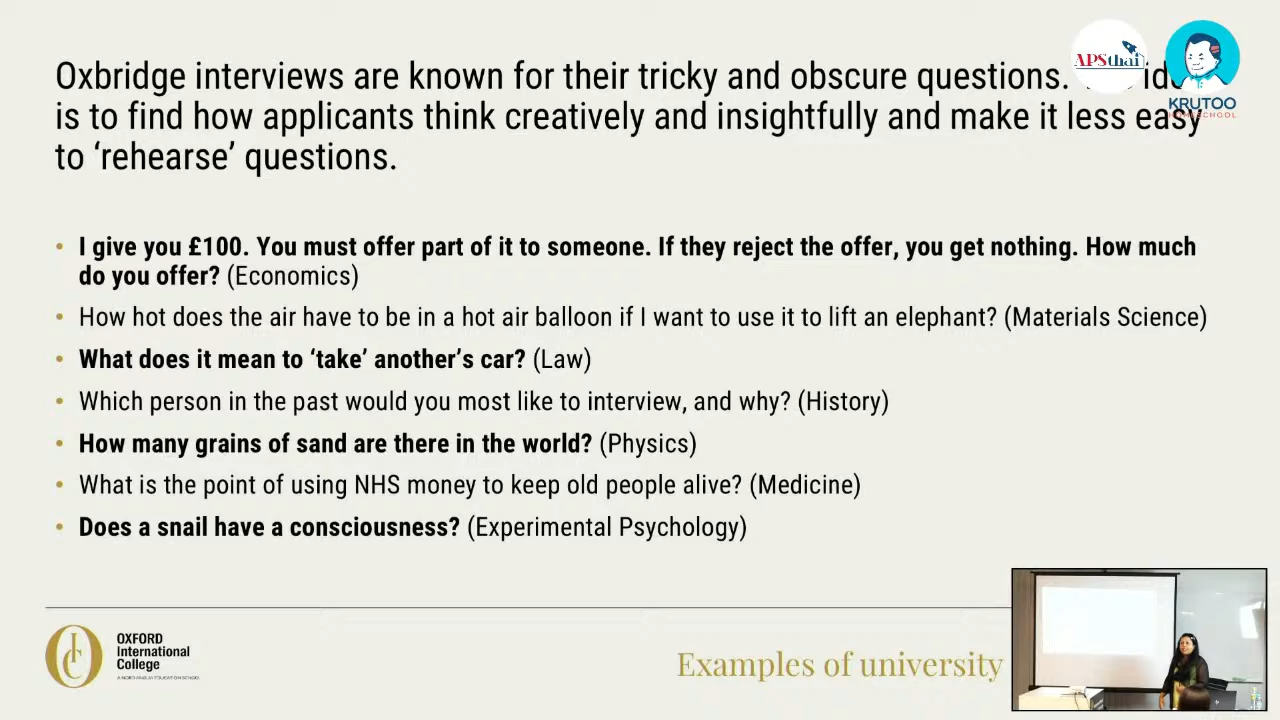 Oxbridge interviews are known for their tricky and obscure questions.
is to find how applicants think creatively and insightfully and make it less easy
to ‘rehearse’ questions.
APSthai
KRUTOO
HOMESCHOOL
• I give you £100. You must offer part of it to someone. If they reject the offer, you get nothing. How much
do you offer? (Economics)
• How hot does the air have to be in a hot air balloon if I want to use it to lift an elephant? (Materials Science)
• What does it mean to ‘take’ another’s car? (Law)
• Which person in the past would you most like to interview, and why? (History)
• How many grains of sand are there in the world? (Physics)
• What is the point of using NHS money to keep old people alive? (Medicine)
• Does a snail have a consciousness? (Experimental Psychology)
OXFORD
International
College
A NORD ANGLIA EDUCATION SCHOOL
Examples of university